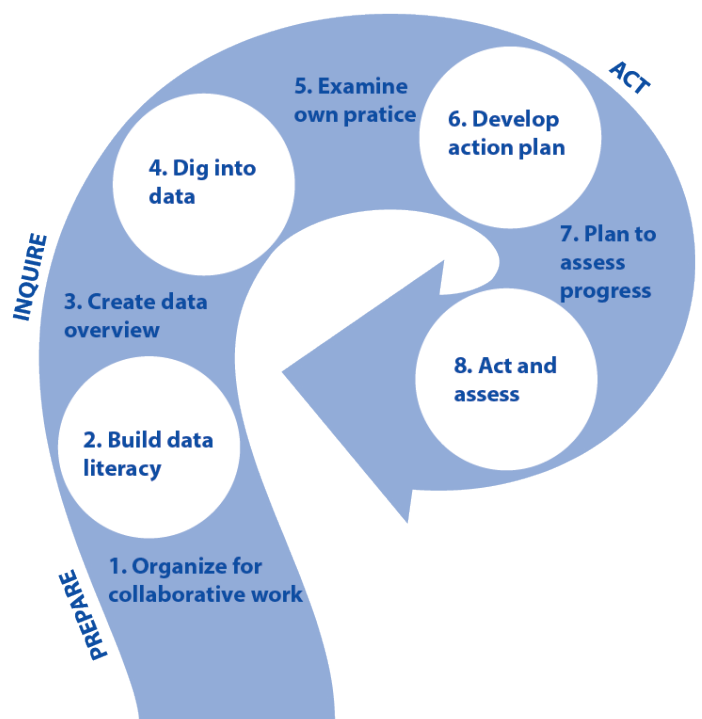 PREPARE
1. Organize for
collaborative work
2. Build data
literacy
INQUIRE
3. Create data
overview
4. Dig into
data
5. Examine
own pratice
ACT
6. Develop
action plan
7. Plan to
assess
progress
8. Act and
assess